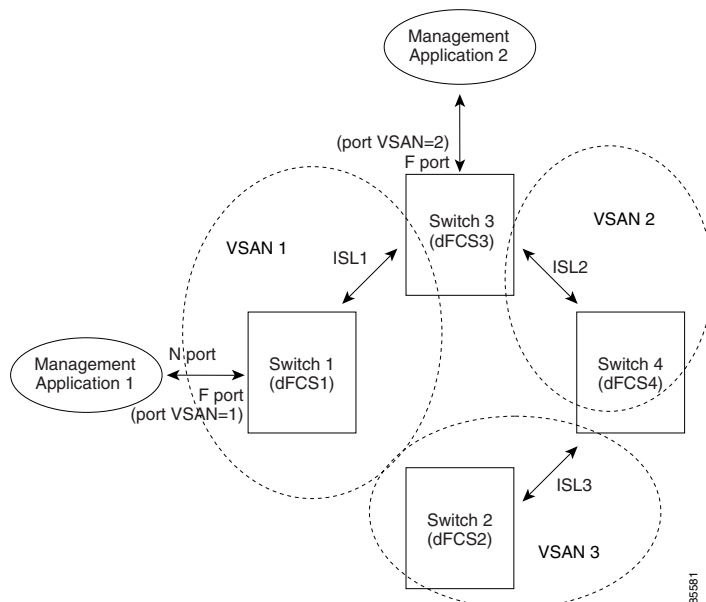 Management
Application 2
(port VSAN=2)
F port
Switch 3
(dFCS3)
VSAN 2
VSAN 1
ISL1
ISL2
N port
Management
Application 1
F port
(port VSAN=1)
Switch 1
(dFCS1)
Switch 4
(dFCS4)
ISL3
Switch 2
(dFCS2)
VSAN 3
85581